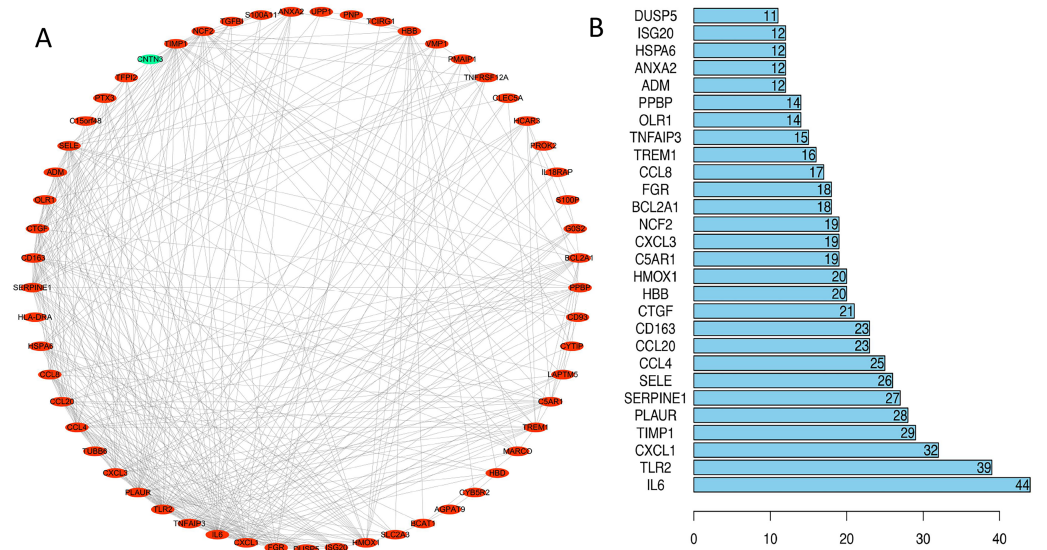 A
B
ANXA2
UPP1
PNP
TCIRG1
HBB
VMP1
PMAIP1
TNFRSF12A
CLEC5A
HCAR3
PROK2
IL18RAP
S100P
G0S2
BCL2A1
PPBP
CD93
CYTIP
LAPTM5
C5AR1
TREM1
MARCO
HBD
CYB5R2
AGPAT9
BCAT1
SLC2A3
HMOX1
ISG20
DUSP5
FGR
CXCL1
IL6
TNFAIP3
TLR2
PLAUR
CXCL3
TUBB6
CCL4
CCL20
CCL8
HSPA6
HLA-DRA
SERPINE1
CD163
CTGF
OLR1
ADM
SELE
C15orf48
PTX3
TFPI2
CNTN3
TIMP1
NCF2
TGFBI
S100A11
DUSP5 11
ISG20 12
HSPA6 12
ANXA2 12
ADM 12
PPBP 14
OLR1 14
TNFAIP3 15
TREM1 16
CCL8 17
FGR 18
BCL2A1 18
NCF2 19
CXCL3 19
C5AR1 19
HMOX1 20
HBB 20
CTGF 21
CD163 23
CCL20 23
CCL4 25
SELE 26
SERPINE1 27
PLAUR 28
TIMP1 29
CXCL1 32
TLR2 39
IL6 44
0 10 20 30 40